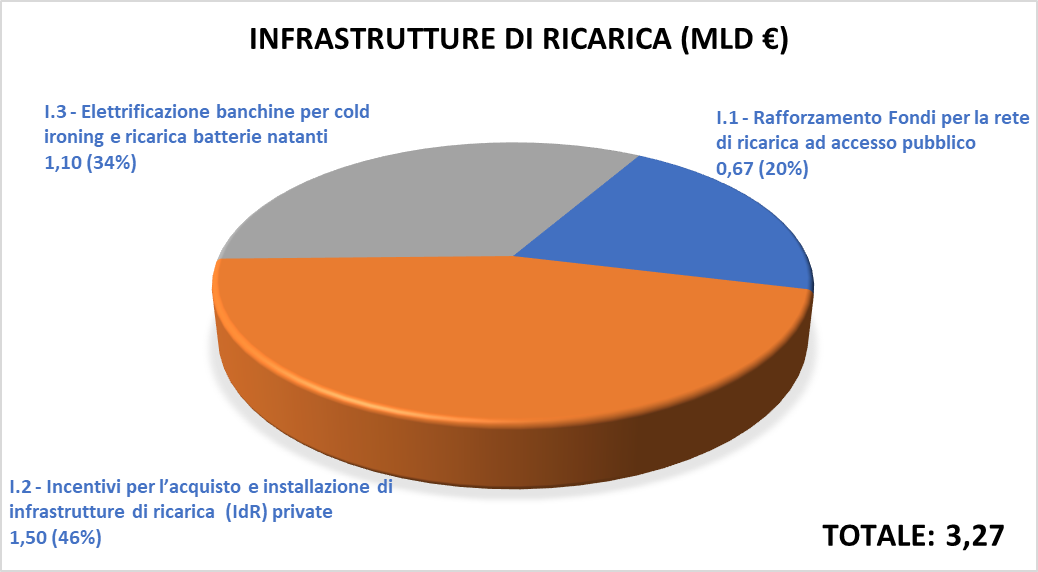 INFRASTRUTTURE DI RICARICA (MLD €)
I.3 - Elettrificazione banchine per cold
ironing e ricarica batterie natanti
1,10 (34%)
I.1 - Rafforzamento Fondi per la rete
di ricarica ad accesso pubblico
0,67 (20%)
I.2 - Incentivi per l’acquisto e installazione di
infrastrutture di ricarica (IdR) private
1,50 (46%)
TOTALE: 3,27